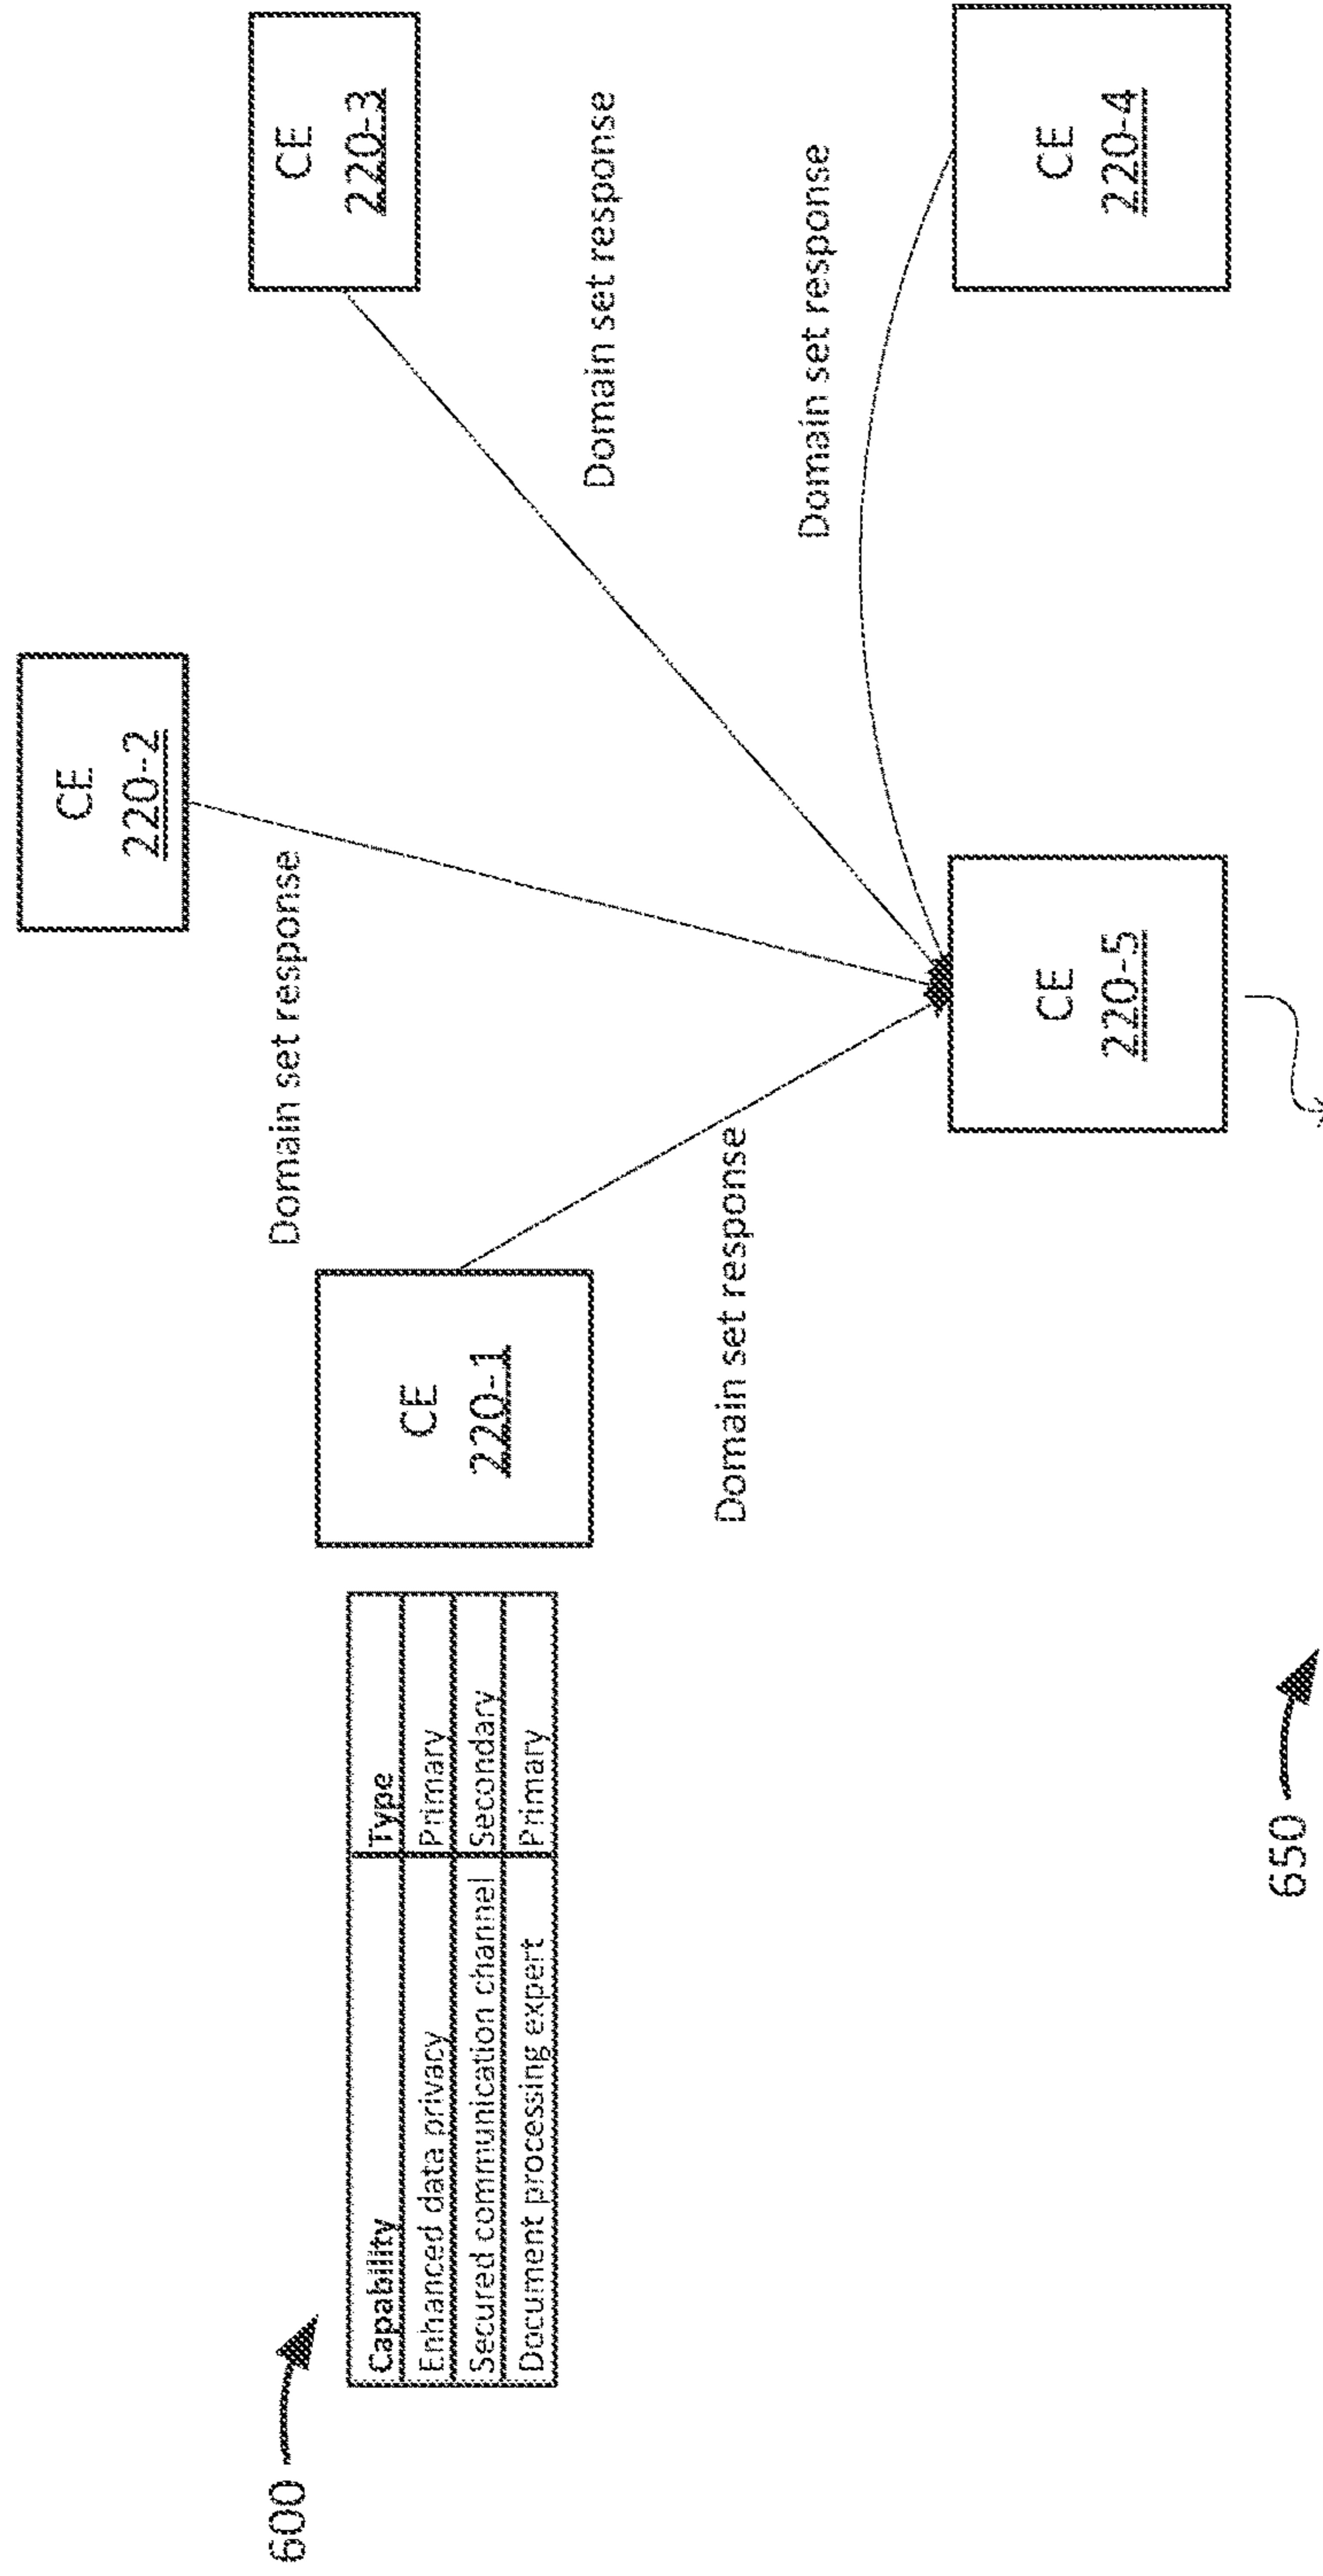 600
Capability Type
Enhanced data privacy Primary
Secured communication channel Secondary
Document processing expert Primary
CE
220-1
CE
220-2
CE
220-3
Domain set response
Domain set response
Domain set response
Domain set response
CE
220-5
CE
220-4
650